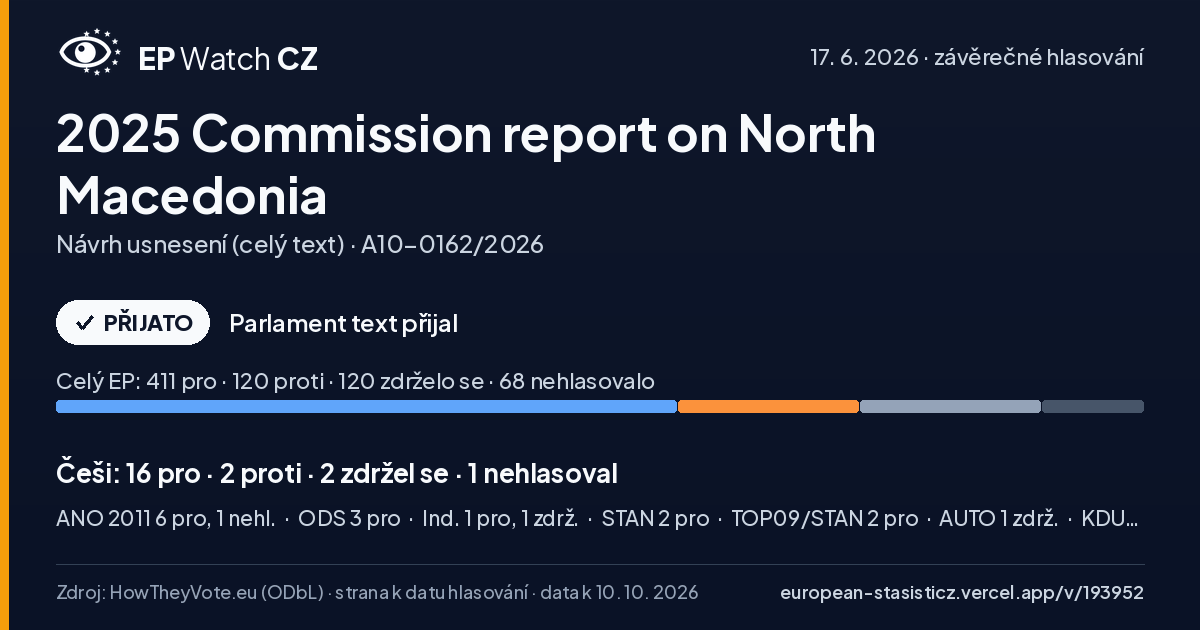 EP Watch CZ
17. 6. 2026 · závěrečné hlasování
2025 Commission report on North
Macedonia
Návrh usnesení (celý text) · A10–0162/2026
✓ PŘIJATO Parlament text přijal
Celý EP: 411 pro · 120 proti · 120 zdrželo se · 68 nehlasovalo
Češi: 16 pro · 2 proti · 2 zdržel se · 1 nehlasoval
ANO 2011 6 pro, 1 nehl. · ODS 3 pro · Ind. 1 pro, 1 zdrž. · STAN 2 pro · TOP09/STAN 2 pro · AUTO 1 zdrž. · KDU…
Zdroj: HowTheyVote.eu (ODbL) · strana k datu hlasování · data k 10. 10. 2026
european-stasisticz.vercel.app/v/193952